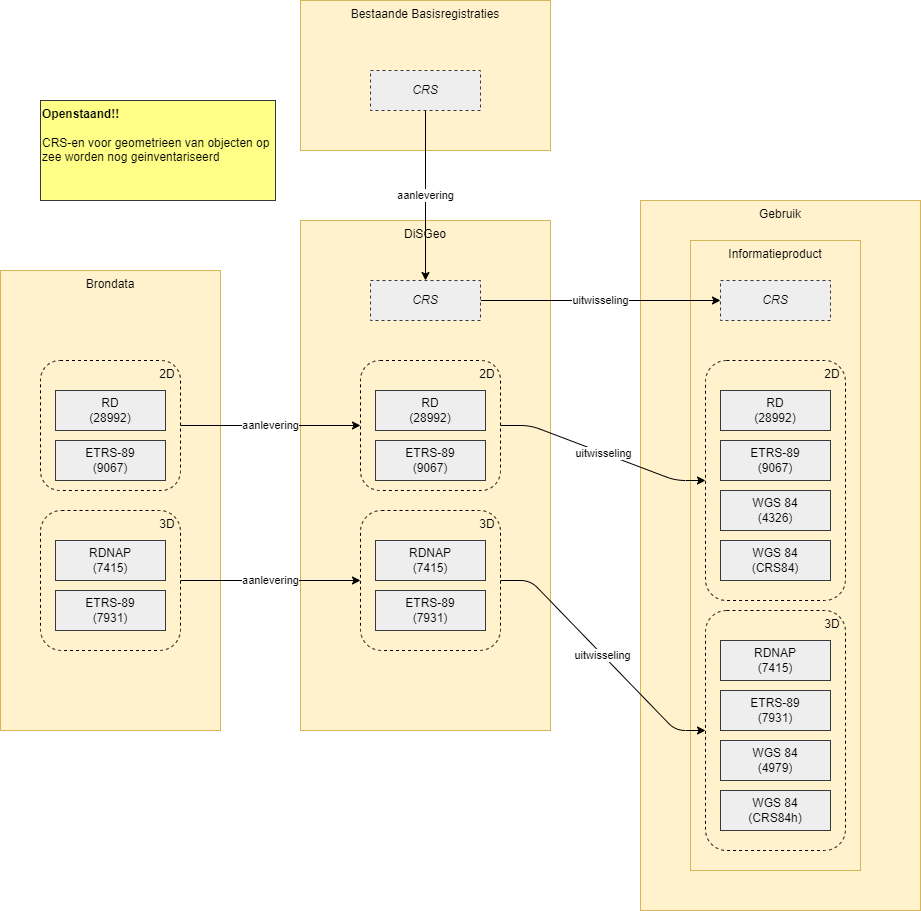 Bestaande Basisregistraties
CRS
Openstaand!!
CRS-en voor geometrieen van objecten op
zee worden nog geinventariseerd
aanlevering
Brondata
2D
RD
(28992)
ETRS-89
(9067)
3D
RDNAP
(7415)
ETRS-89
(7931)
aanlevering
aanlevering
DiSGeo
CRS
2D
RD
(28992)
ETRS-89
(9067)
3D
RDNAP
(7415)
ETRS-89
(7931)
uitwisseling
uitwisseling
uitwisseling
Gebruik
Informatieproduct
CRS
2D
RD
(28992)
ETRS-89
(9067)
WGS 84
(4326)
WGS 84
(CRS84)
3D
RDNAP
(7415)
ETRS-89
(7931)
WGS 84
(4979)
WGS 84
(CRS84h)